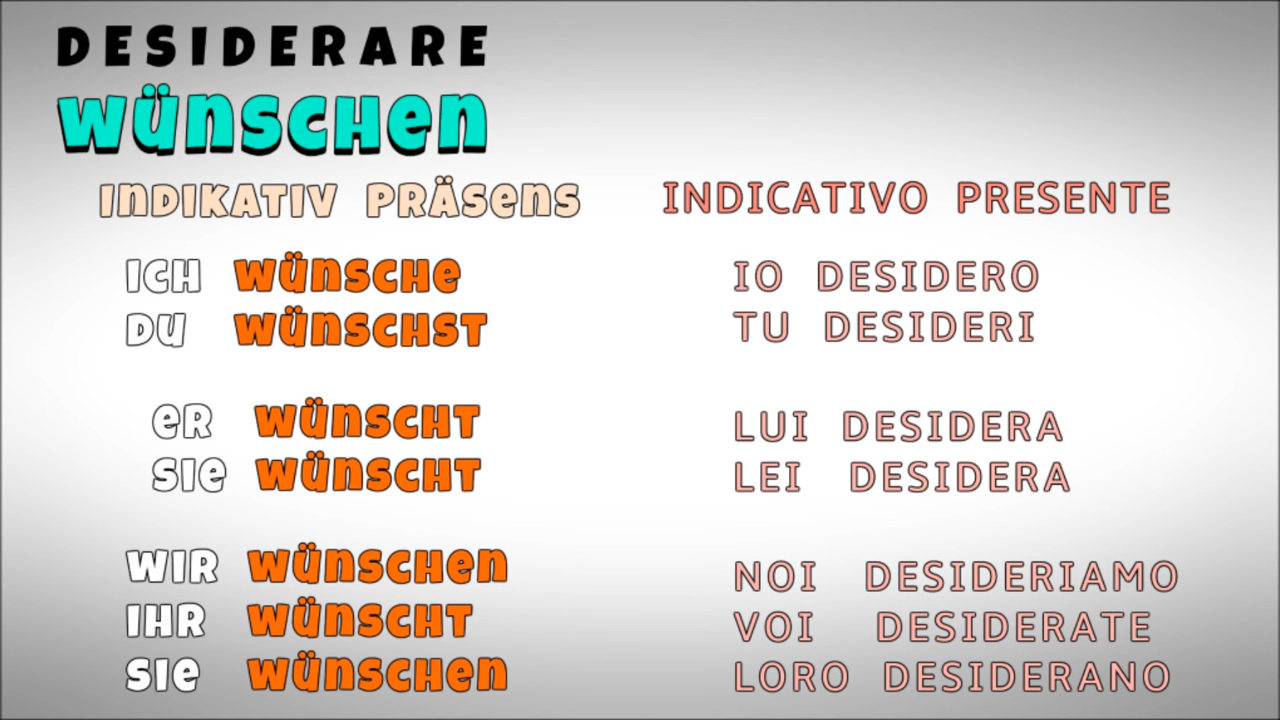 DESIDERARE
wünschen
Indikativ Präsens
INDICATIVO PRESENTE
ich wünsche
IO DESIDERO
du wünschst
TU DESIDERI
er wünscht
LUI DESIDERA
sie wünscht
LEI DESIDERA
wir wünschen
NOI DESIDERIAMO
ihr wünscht
VOI DESIDERATE
sie wünschen
LORO DESIDERANO